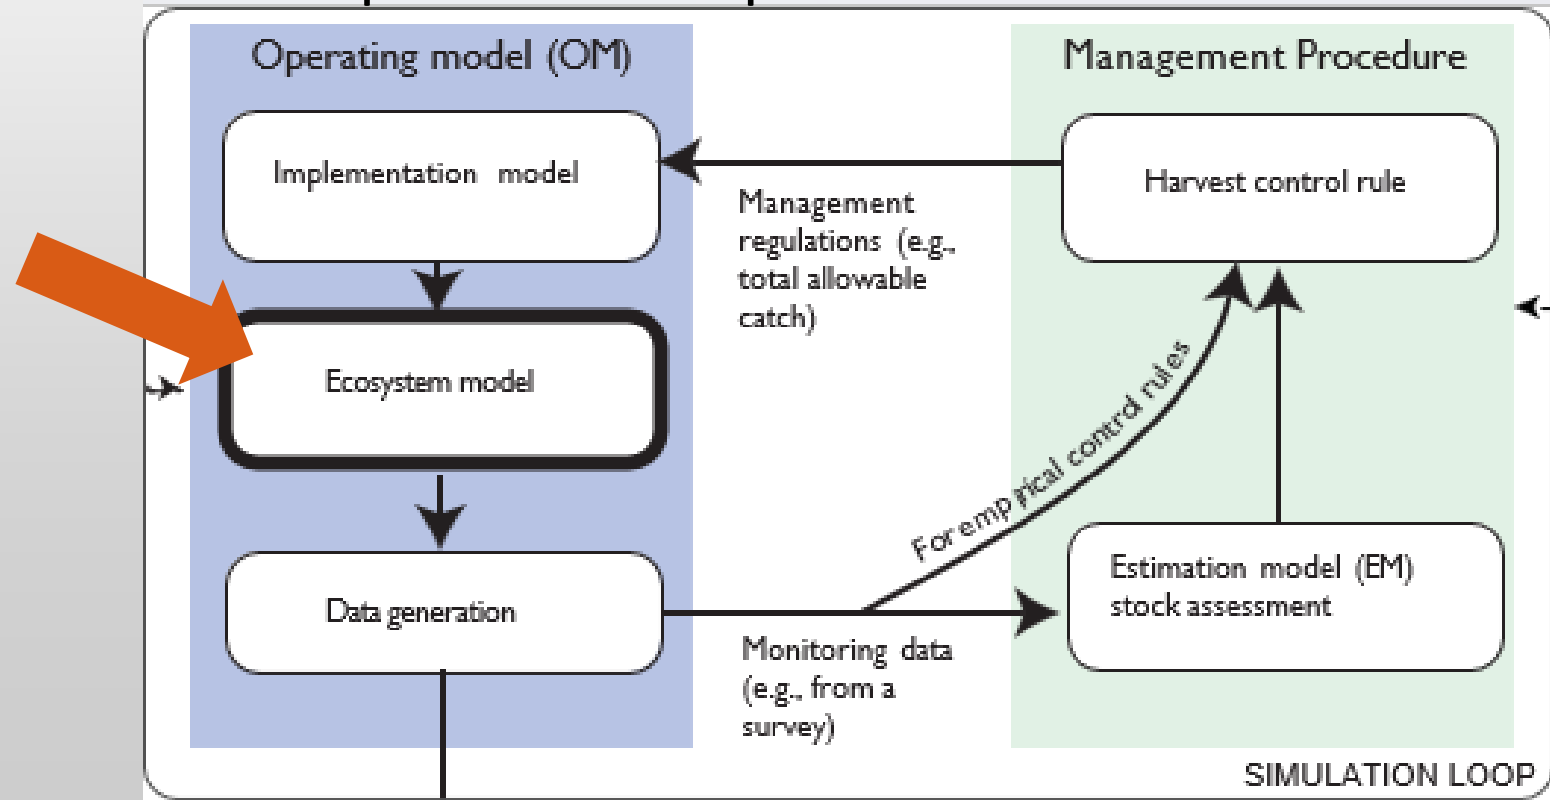 Operating model (OM)
Management Procedure
Implementation model
Harvest control rule
Management
regulations (e.g.,
total allowable
catch)
Ecosystem model
For empirical control rules
Data generation
Estimation model (EM)
stock assessment
Monitoring data
(e.g., from a
survey)
SIMULATION LOOP